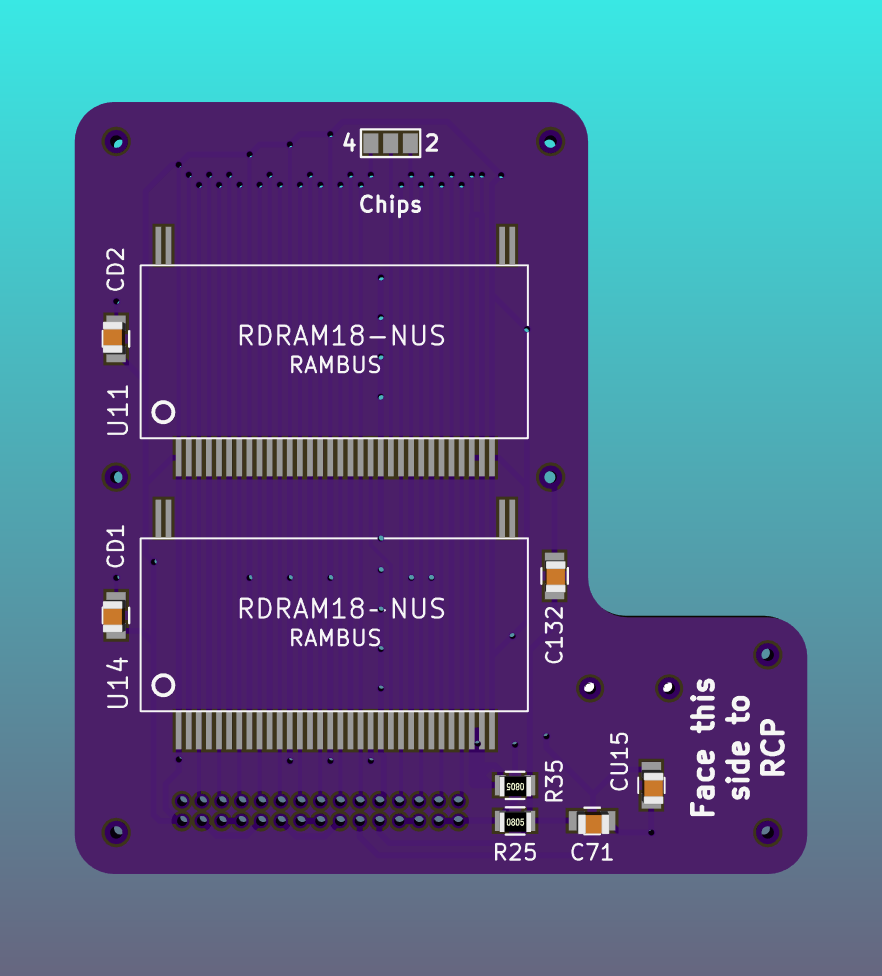 4 2
Chips
CD2
RDRAM18-NUS
RAMBUS
U11
CD1
RDRAM18-NUS
RAMBUS
U14
C132
Face this
side to
RCP
CU15
R35
0805
0805
R25
C71